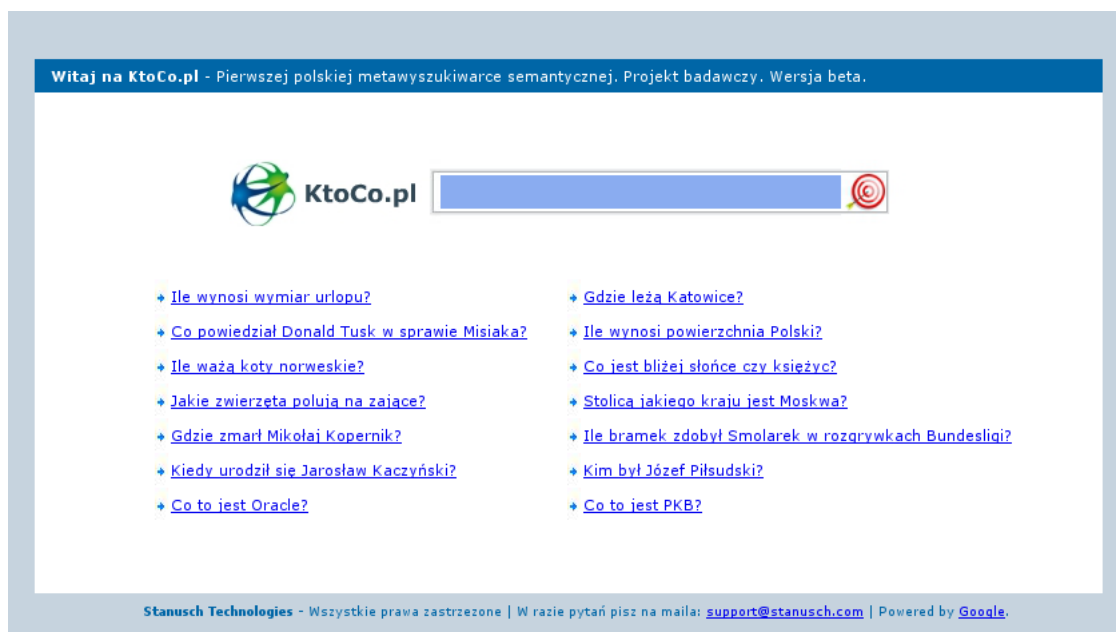 Witaj na KtoCo.pl - Pierwszej polskiej metawyszukiwarce semantycznej. Projekt badawczy. Wersja beta.
KtoCo.pl
Ile wynosi wymiar urlopu?
Co powiedział Donald Tusk w sprawie Misiaka?
Ile ważą koty norweskie?
Jakie zwierzęta polują na zające?
Gdzie zmarł Mikołaj Kopernik?
Kiedy urodził się Jarosław Kaczyński?
Co to jest Oracle?
Gdzie leżą Katowice?
Ile wynosi powierzchnia Polski?
Co jest bliżej słońce czy księżyc?
Stolicą jakiego kraju jest Moskwa?
Ile bramek zdobył Smolarek w rozgrywkach Bundesligi?
Kim był Józef Piłsudski?
Co to jest PKB?
Stanusch Technologies - Wszystkie prawa zastrzezone | W razie pytań pisz na maila: support@stanusch.com | Powered by Google.